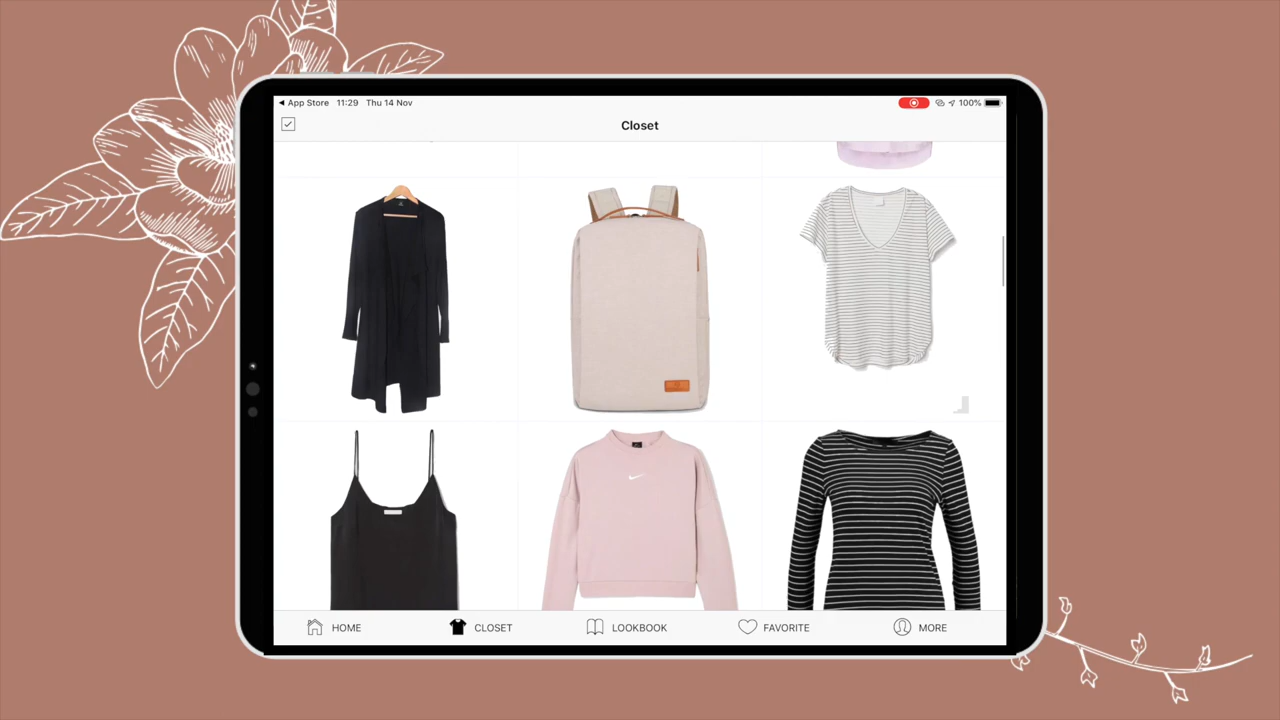 App Store 11:29 Thu 14 Nov 100%
Closet
HOME CLOSET LOOKBOOK FAVORITE MORE